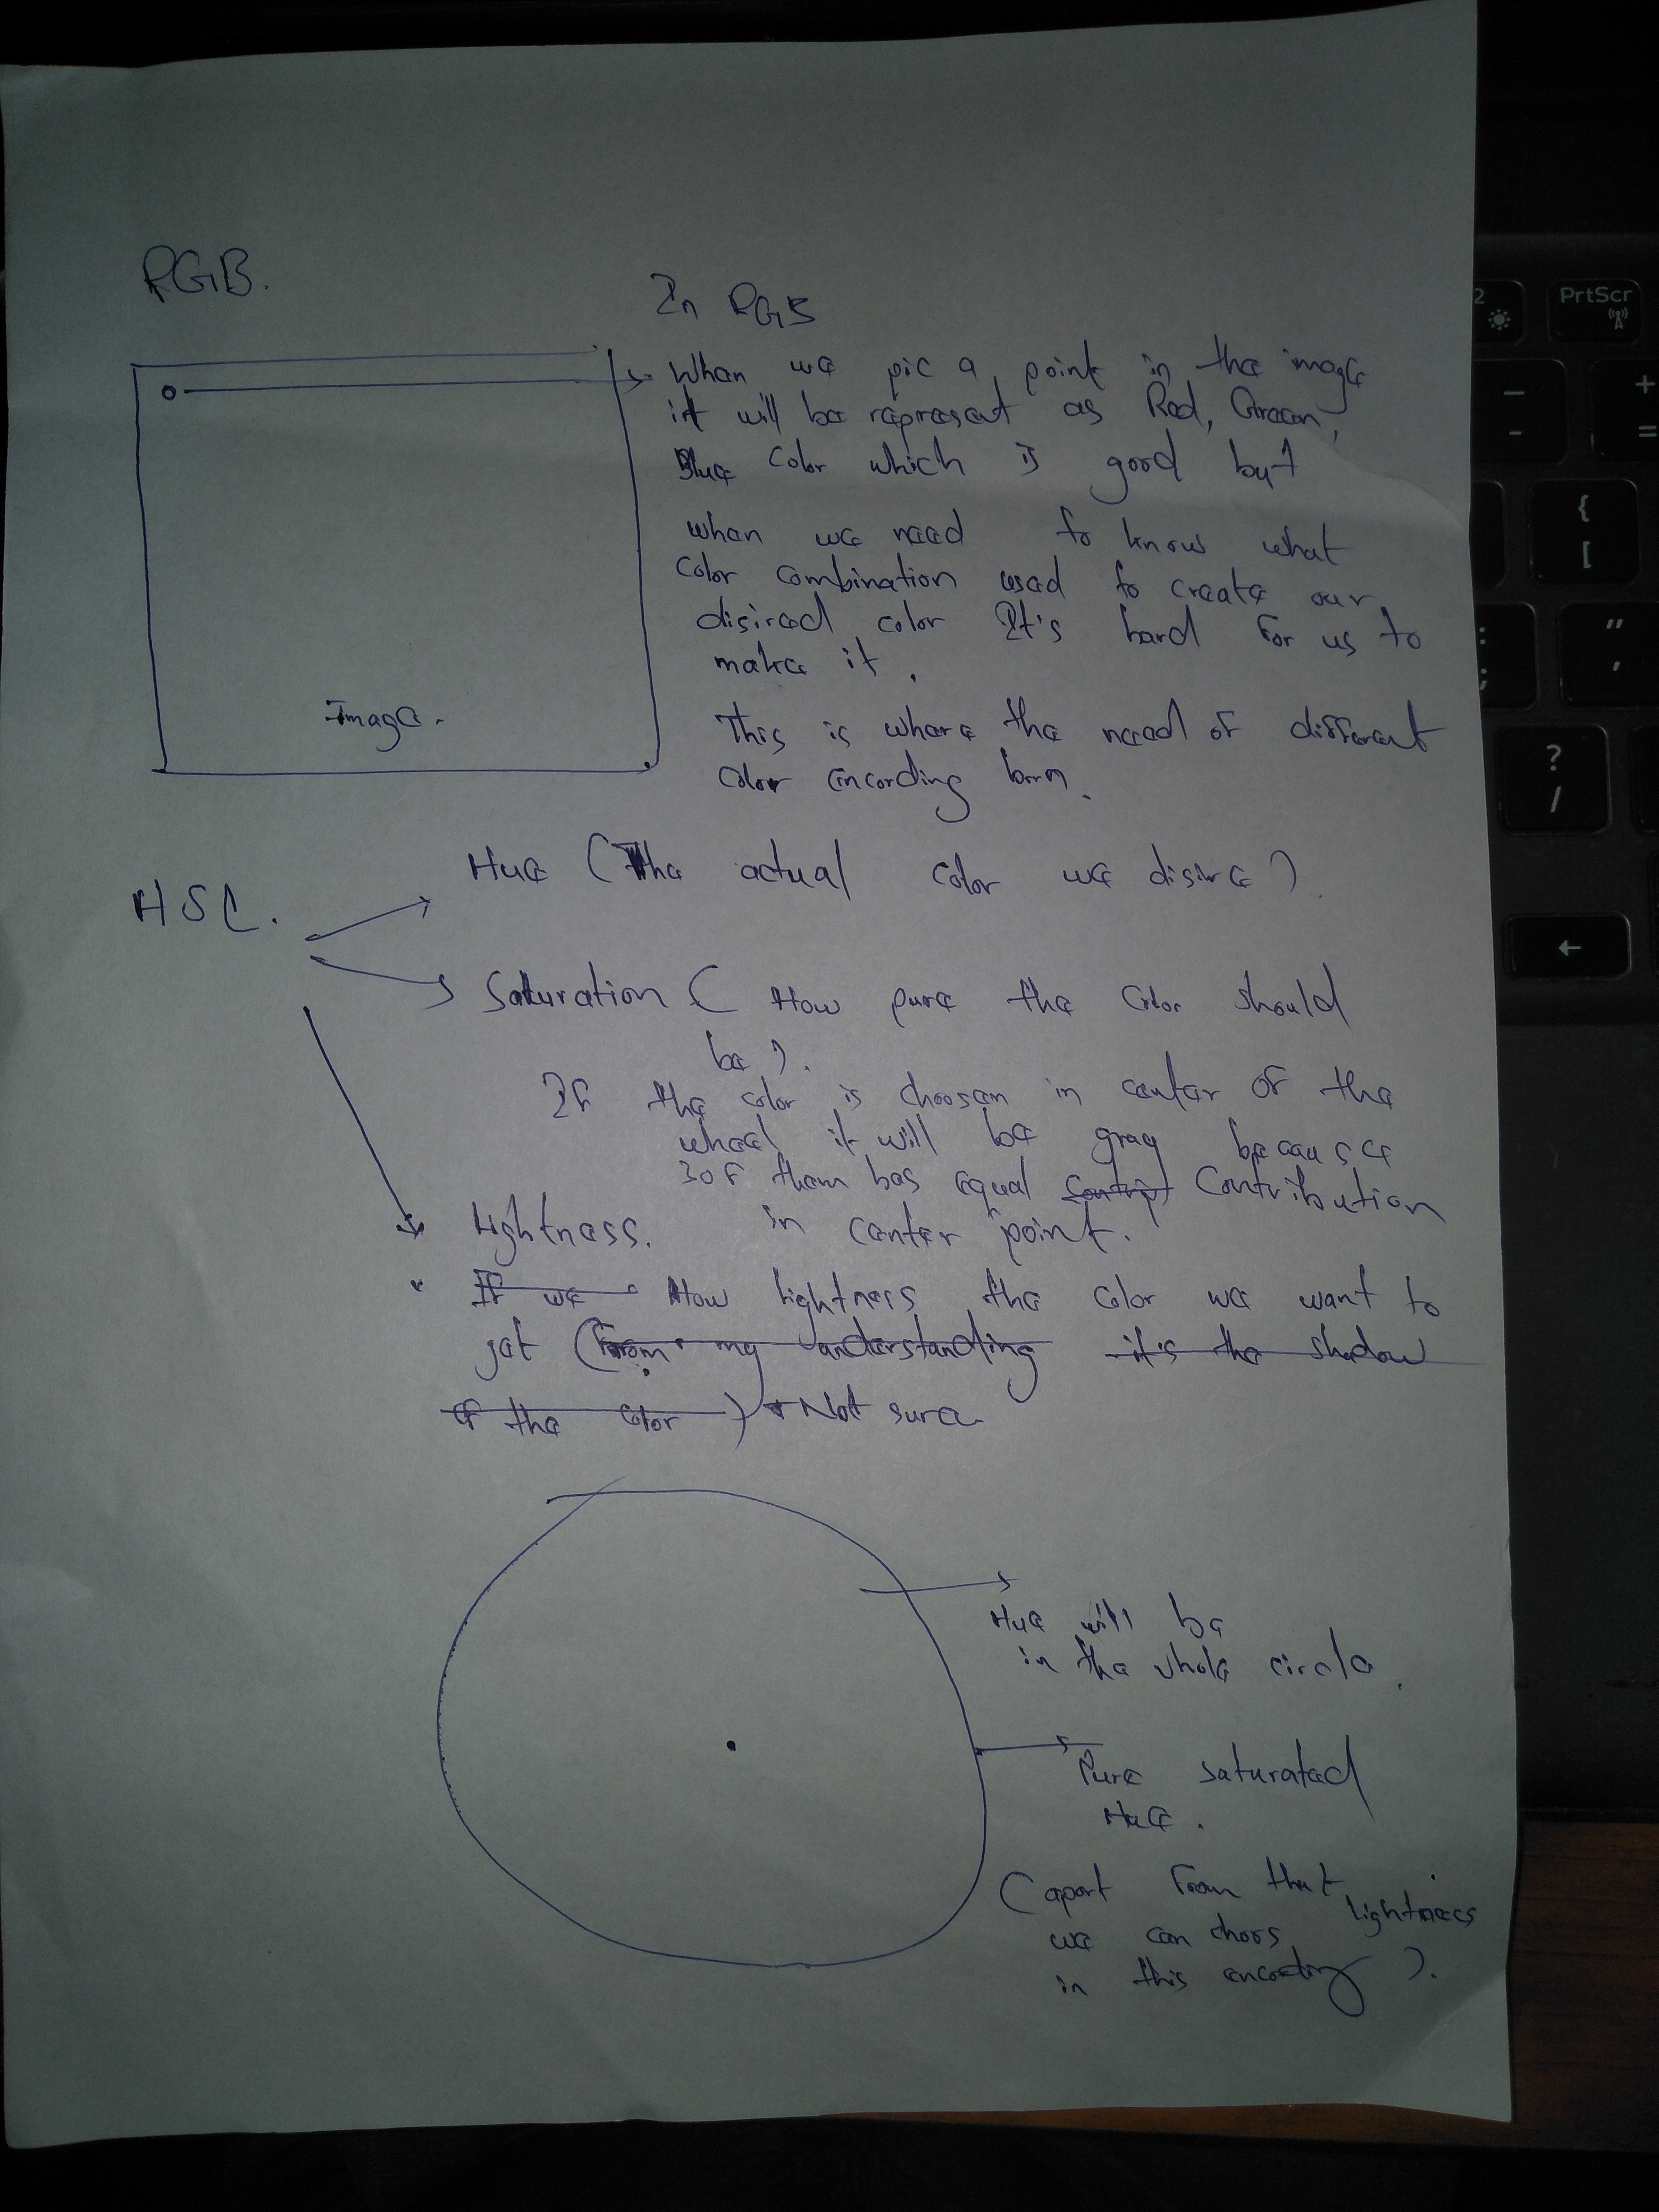 RGB.
In RGB
When we pic a point in the image
it will be represent as Red, Green,
Blue color which is good but
when we need to know what
color combination used to create our
disired color It's hard for us to
make it.
Image.
This is where the need of different
color encording born.
HSL.
Hue (The actual color we disire)
Saturation ( How pure the color should
be ).
If the color is choosen in center of the
wheel it will be gray because
3 of them has equal Contribution
in center point.
Lightness.
If we How lightness the color we want to
get (From my understanding it's the shadow
of the color) * Not sure
Hue will be
in the whole circle.
Pure saturated
Hue.
(apart from that lightness
we can choos
in this encoding ).
PrtScr
2
-
-
+
=
{
[
:
;
"
'
?
/
←